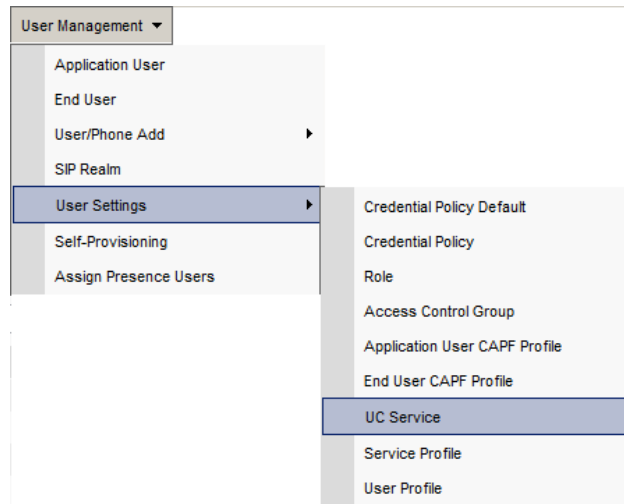 User Management
Application User
End User
User/Phone Add
SIP Realm
User Settings
Self-Provisioning
Assign Presence Users
Credential Policy Default
Credential Policy
Role
Access Control Group
Application User CAPF Profile
End User CAPF Profile
UC Service
Service Profile
User Profile